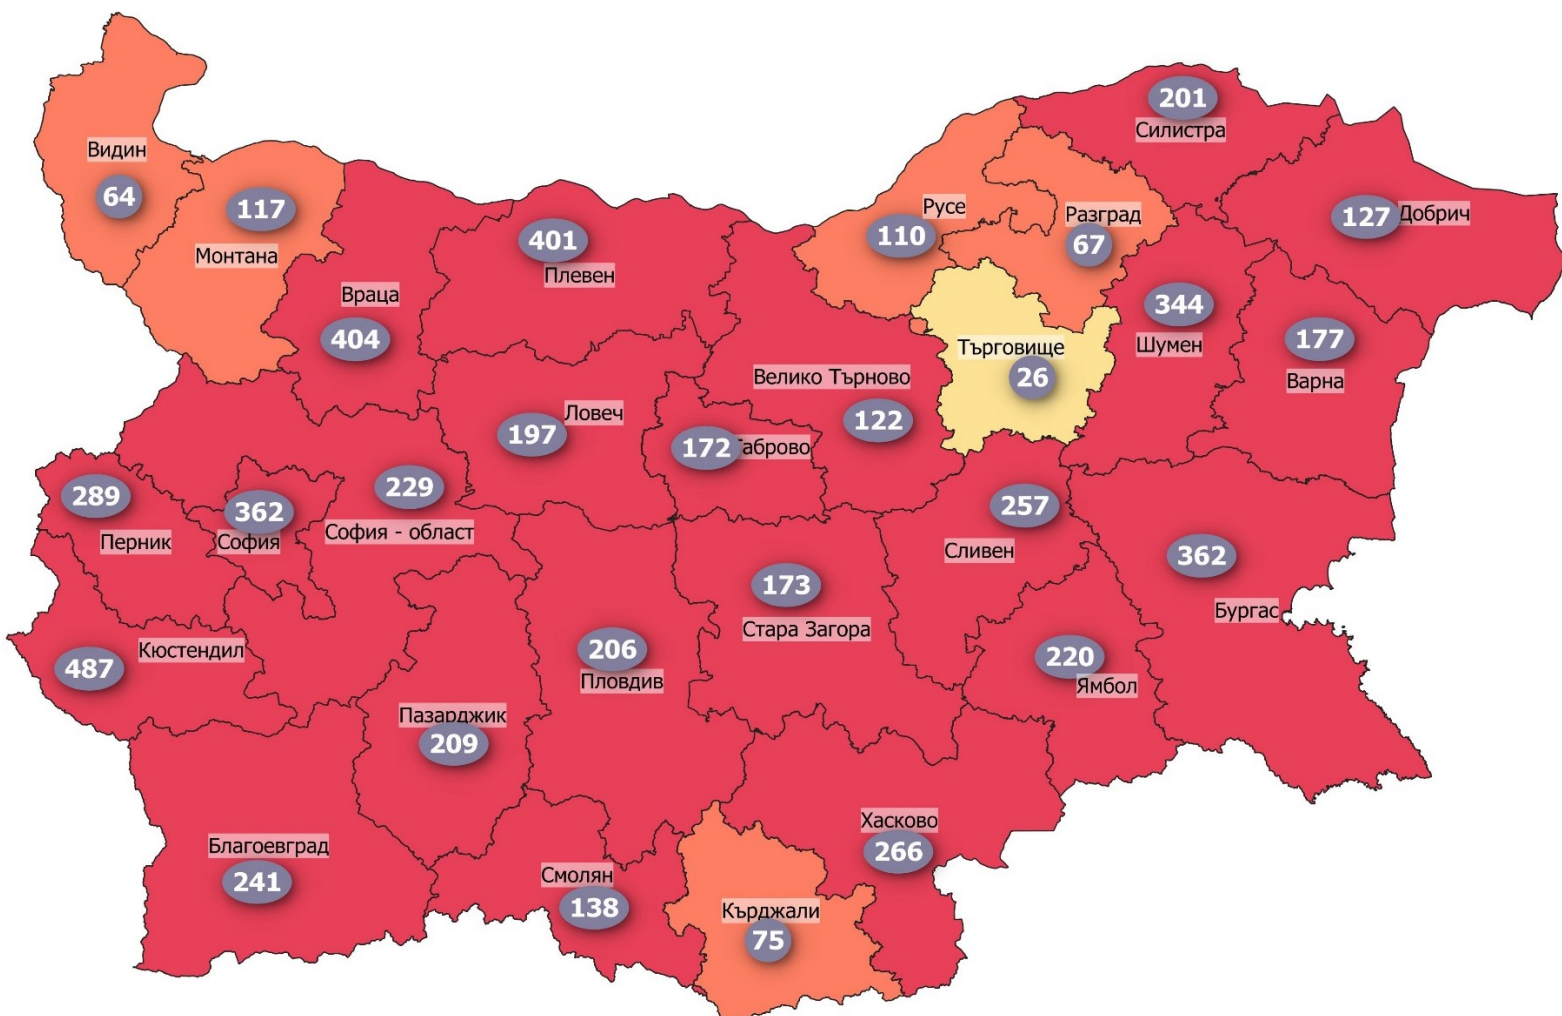 201
Силистра
Видин
64
117
Монтана
Русе
110
Разград
67
127
Добрич
401
Плевен
Враца
404
344
Шумен
177
Варна
Търговище
26
Велико Търново
122
Ловеч
197
172
Габрово
289
Перник
362
София
229
София - област
257
Сливен
362
Бургас
173
Стара Загора
487
Кюстендил
206
Пловдив
220
Ямбол
Пазарджик
209
Хасково
266
Благоевград
241
Смолян
138
Кърджали
75